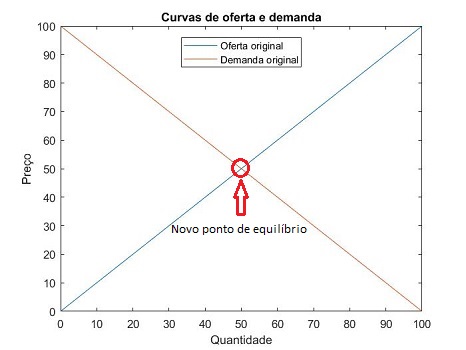 Curvas de oferta e demanda
Oferta original
Demanda original
Preço
100
90
80
70
60
50
40
30
20
10
0
Novo ponto de equilíbrio
0 10 20 30 40 50 60 70 80 90 100
Quantidade